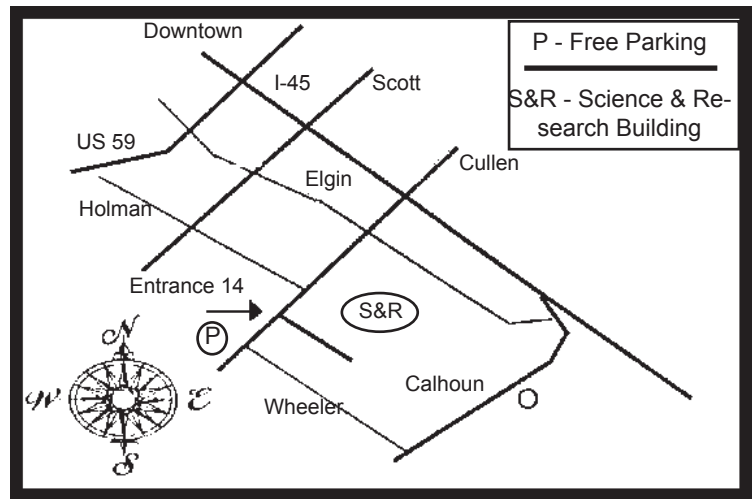 Downtown
P - Free Parking
I-45
Scott
S&R - Science & Re-
search Building
US 59
Cullen
Elgin
Holman
Entrance 14
S&R
P
N
W
E
S
Calhoun
Wheeler